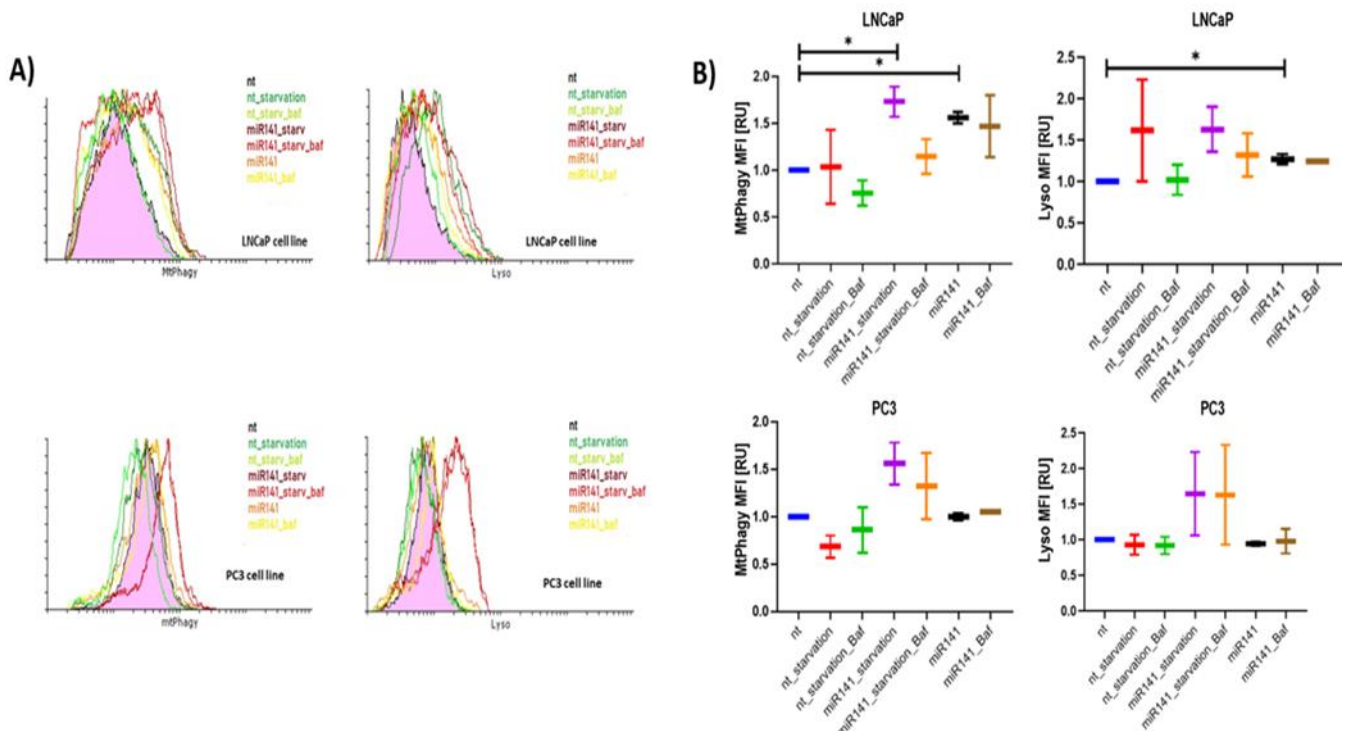 A)
nt
nt_starvation
nt_starv_baf
miR141_starv
miR141_starv_baf
miR141
miR141_baf
LNCaP cell line
MtPhagy
nt
nt_starvation
nt_starv_baf
miR141_starv
miR141_starv_baf
miR141
miR141_baf
LNCaP cell line
Lyso
nt
nt_starvation
nt_starv_baf
miR141_starv
miR141_starv_baf
miR141
miR141_baf
PC3 cell line
mtPhagy
nt
nt_starvation
nt_starv_baf
miR141_starv
miR141_starv_baf
miR141
miR141_baf
PC3 cell line
Lyso
B)
LNCaP
*
*
MtPhagy MFI [RU]
2.0
1.5
1.0
0.5
0.0
nt
nt_starvation
nt_starvation_Baf
miR141_starvation
miR141_stavation_Baf
miR141
miR141_Baf
LNCaP
*
Lyso MFI [RU]
2.5
2.0
1.5
1.0
0.5
0.0
nt
nt_starvation
nt_starvation_Baf
miR141_starvation
miR141_starvation_Baf
miR141
miR141_Baf
PC3
MtPhagy MFI [RU]
2.0
1.5
1.0
0.5
0.0
nt
nt_starvation
nt_starvation_Baf
miR141_starvation
miR141_starvation_Baf
miR141
miR141_Baf
PC3
Lyso MFI [RU]
2.5
2.0
1.5
1.0
0.5
0.0
nt
nt_starvation
nt_starvation_Baf
miR141_starvation
miR141_starvation_Baf
miR141
miR141_Baf